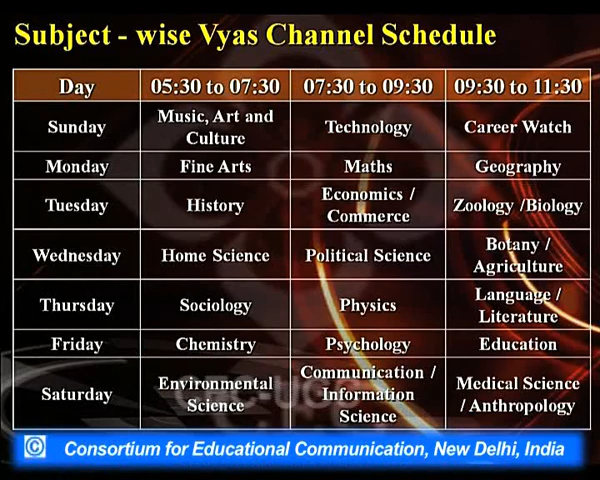 Subject - wise Vyas Channel Schedule
Day 05:30 to 07:30 07:30 to 09:30 09:30 to 11:30
Sunday Music, Art and Culture Technology Career Watch
Monday Fine Arts Maths Geography
Tuesday History Economics / Commerce Zoology /Biology
Wednesday Home Science Political Science Botany / Agriculture
Thursday Sociology Physics Language / Literature
Friday Chemistry Psychology Education
Saturday Environmental Science Communication / Information Science Medical Science / Anthropology
CEC-UGC
© Consortium for Educational Communication, New Delhi, India